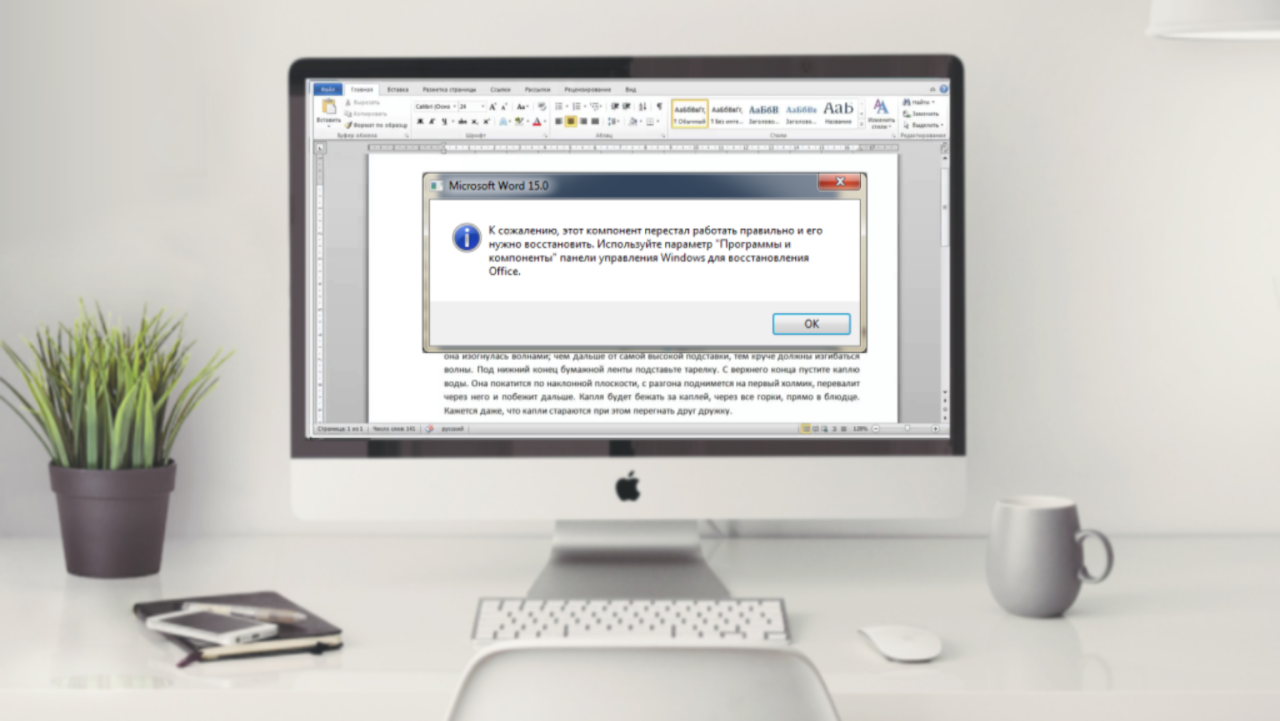 Файл Главная Вставка Разметка страницы Ссылки Рассылки Рецензирование Вид
Вырезать
Копировать
Формат по образцу
Вставить
Calibri (Осно 24
АаБбВвГг, АаБбВвГг, АаБбВ АаБбВв Aab
Обычный Без инте... Заголово... Заголово... Название
Изменить
стили
Найти
Заменить
Выделить
Буфер обмена Шрифт Абзац Стили Редактирование
Microsoft Word 15.0
К сожалению, этот компонент перестал работать правильно и его
нужно восстановить. Используйте параметр "Программы и
компоненты" панели управления Windows для восстановления
Office.
OK
она изогнулась волнами; чем дальше от самой высокой подставки, тем круче должны изгибаться
волны. Под нижний конец бумажной ленты подставьте тарелку. С верхнего конца пустите каплю
воды. Она покатится по наклонной плоскости, с разгона поднимется на первый холмик, перевалит
через него и побежит дальше. Капля будет бежать за каплей, через все горки, прямо в блюдце.
Кажется даже, что капли стараются при этом перегнать друг дружку.
Страница: 1 из 1 Число слов: 141 русский 120%